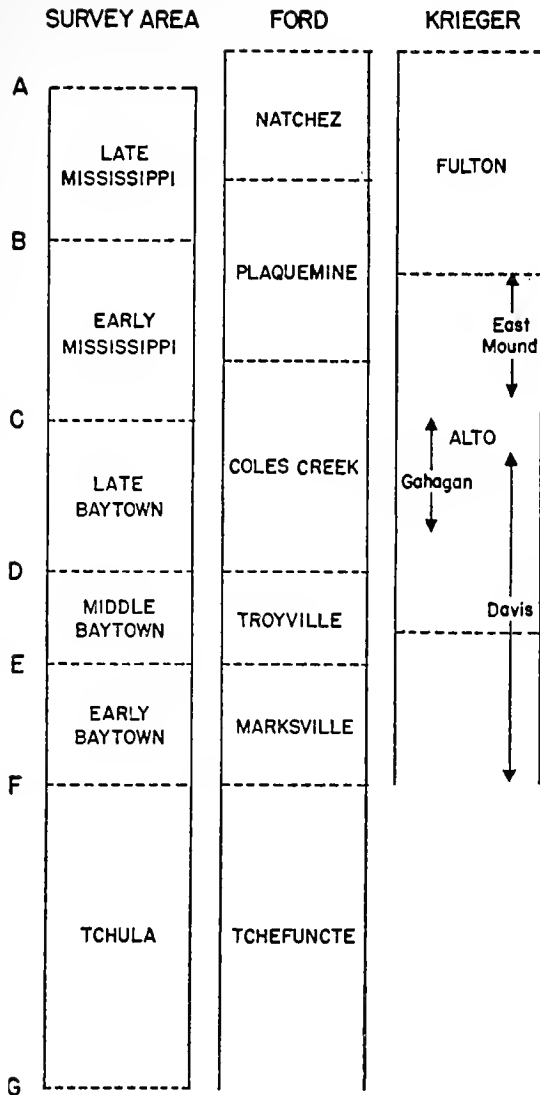 SURVEY AREA FORD KRIEGER
A
NATCHEZ
LATE
MISSISSIPPI
FULTON
B
PLAQUEMINE
EARLY
MISSISSIPPI
East
Mound
C
ALTO
COLES CREEK
Gahagan
LATE
BAYTOWN
D
MIDDLE
BAYTOWN
TROYVILLE
Davis
E
EARLY
BAYTOWN
MARKSVILLE
F
TCHULA
TCHEFUNCTE
G